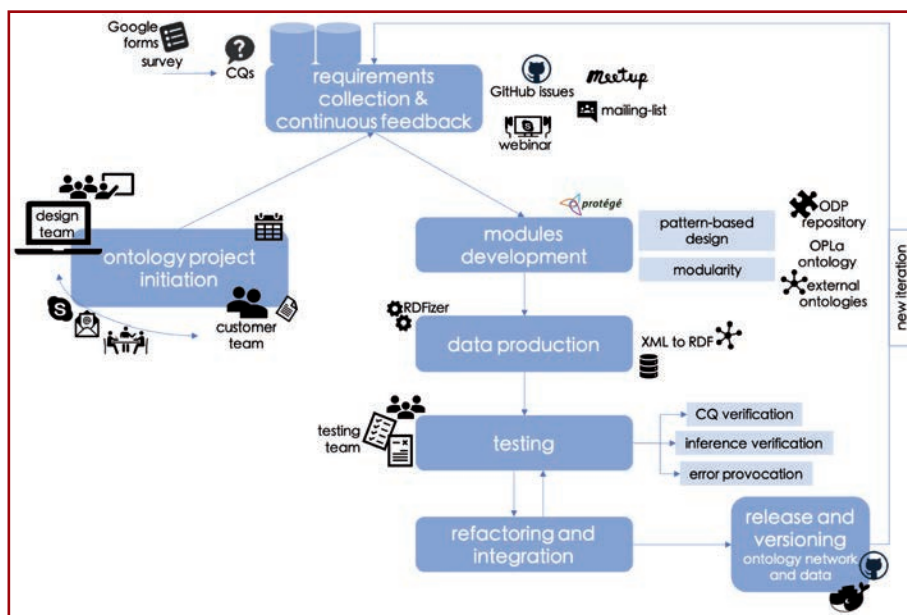 Google
forms
survey
CQs
requirements
collection &
continuous feedback
GitHub issues
meetup
mailing-list
webinar
design
team
ontology project
initiation
customer
team
protégé
modules
development
pattern-based
design
modularity
ODP
repository
OPLa
ontology
external
ontologies
new iteration
RDFizer
data production
XML to RDF
testing
team
testing
CQ verification
inference verification
error provocation
refactoring and
integration
release and
versioning
ontology network
and data